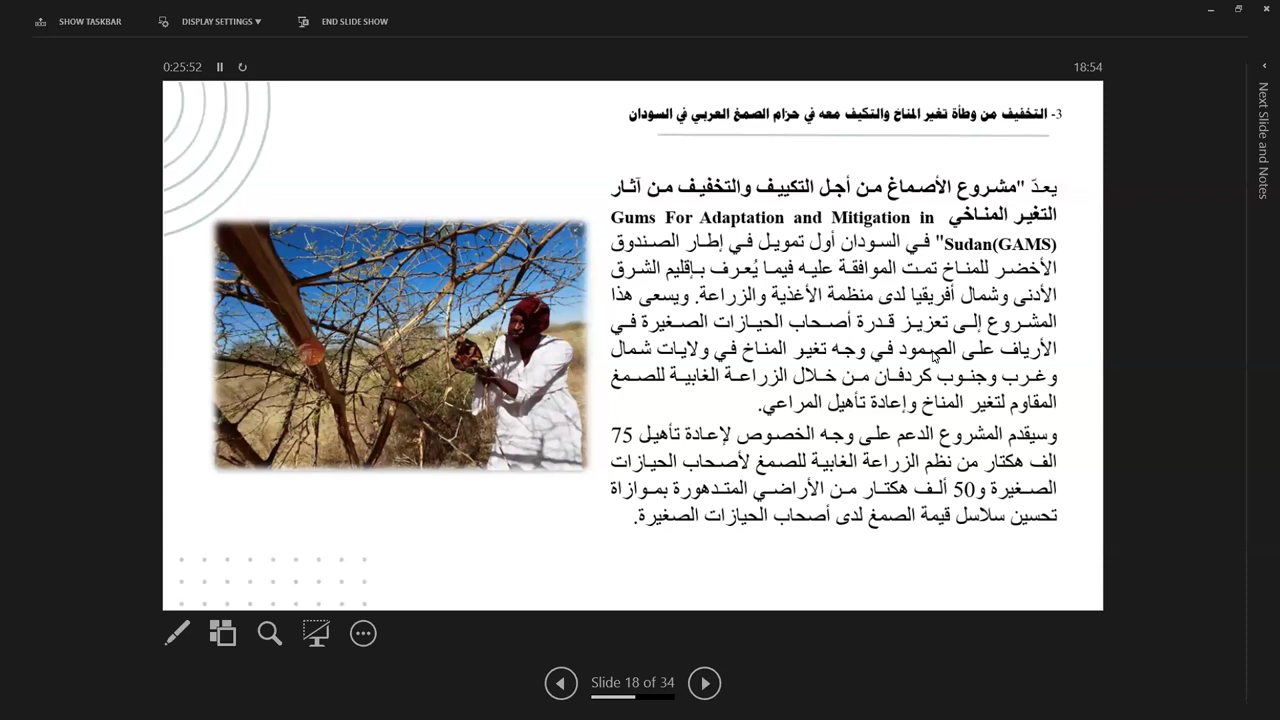 SHOW TASKBAR
DISPLAY SETTINGS
END SLIDE SHOW
0:25:52
18:54
3- التخفيف من وطأة تغير المناخ والتكيف معه في حزام الصمغ العربي في السودان
يعدّ "مشروع الأصماغ من أجل التكييف والتخفيف من آثار
التغير المناخي Gums For Adaptation and Mitigation in
Sudan(GAMS)" في السودان أول تمويل في إطار الصندوق
الأخضر للمناخ تمت الموافقة عليه فيما يُعرف بإقليم الشرق
الأدنى وشمال أفريقيا لدى منظمة الأغذية والزراعة. ويسعى هذا
المشروع إلى تعزيز قدرة أصحاب الحيازات الصغيرة في
الأرياف على الصمود في وجه تغير المناخ في ولايات شمال
وغرب وجنوب كردفان من خلال الزراعة الغابية للصمغ
المقاوم لتغير المناخ وإعادة تأهيل المراعي.
وسيقدم المشروع الدعم على وجه الخصوص لإعادة تأهيل 75
الف هكتار من نظم الزراعة الغابية للصمغ لأصحاب الحيازات
الصغيرة و50 ألف هكتار من الأراضي المتدهورة بموازاة
تحسين سلاسل قيمة الصمغ لدى أصحاب الحيازات الصغيرة.
Slide 18 of 34
Next Slide and Notes